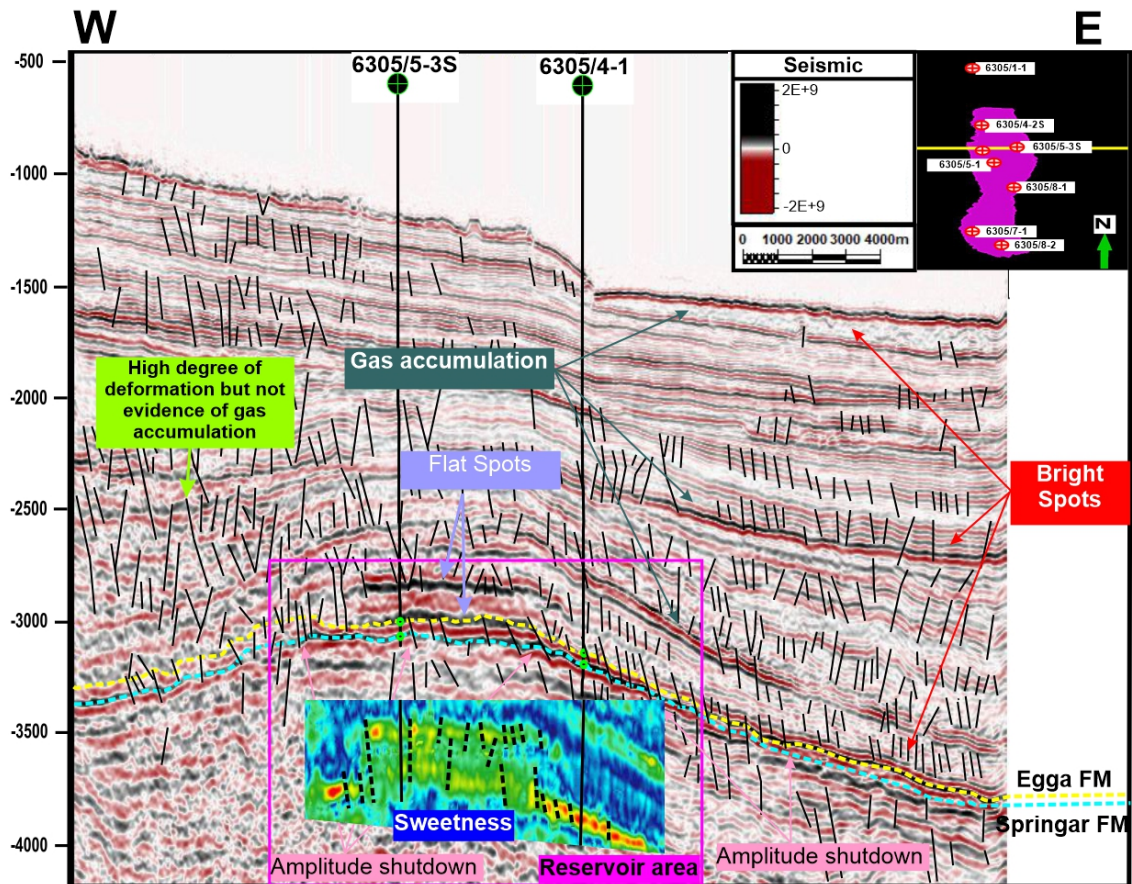 W
E
6305/5-3S
6305/4-1
-500
-1000
-1500
-2000
-2500
-3000
-3500
-4000
Seismic
2E+9
0
-2E+9
0 1000 2000 3000 4000m
6305/1-1
6305/4-2S
6305/5-3S
6305/5-1
6305/8-1
6305/7-1
6305/8-2
N
Gas accumulation
High degree of
deformation but not
evidence of gas
accumulation
Flat Spots
Bright
Spots
Sweetness
Amplitude shutdown
Reservoir area
Amplitude shutdown
Egga FM
Springar FM